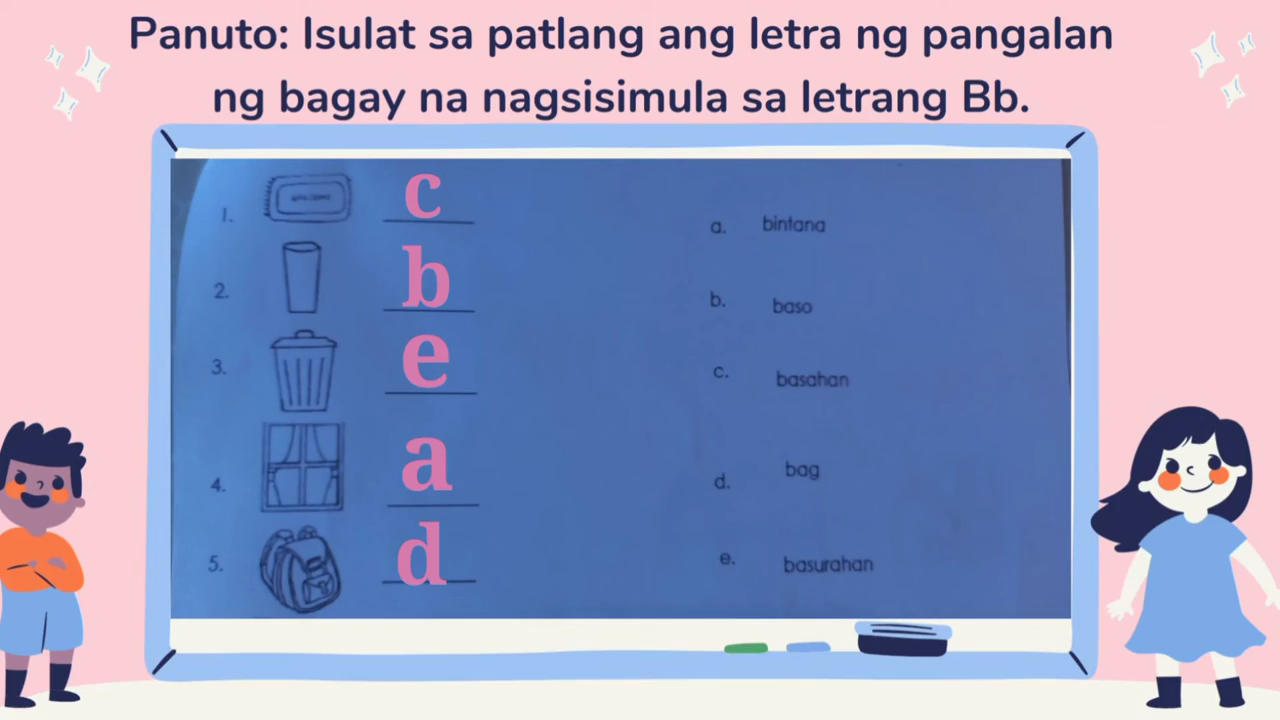 Panuto: Isulat sa patlang ang letra ng pangalan
ng bagay na nagsisimula sa letrang Bb.
1. c
a. bintana
2. b
b. baso
3. e
c. basahan
4. a
d. bag
5. d
e. basurahan